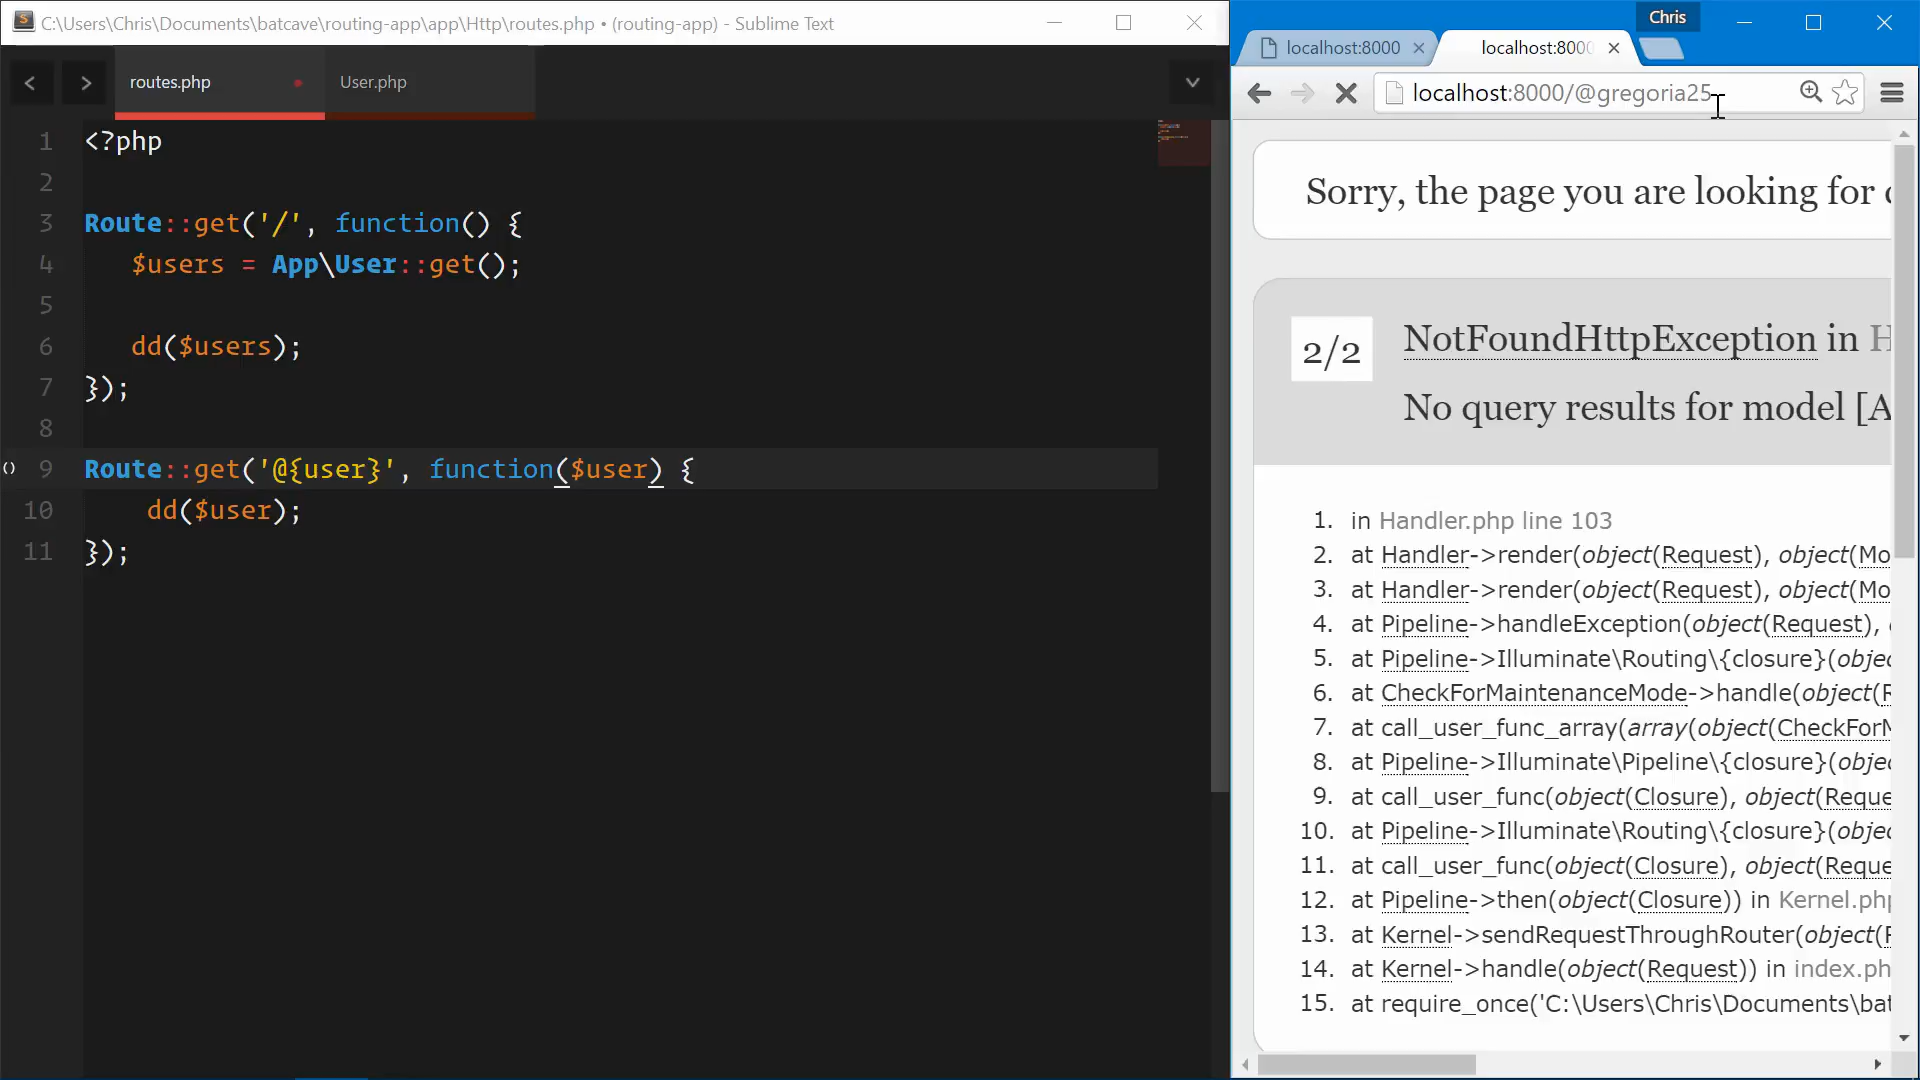 C:\Users\Chris\Documents\batcave\routing-app\app\Http\routes.php • (routing-app) - Sublime Text
routes.php
User.php
1 <?php
2
3 Route::get('/', function() {
4 $users = App\User::get();
5
6 dd($users);
7 });
8
9 Route::get('@{user}', function($user) {
10 dd($user);
11 });
Chris
localhost:8000
localhost:8000
localhost:8000/@gregoria25
Sorry, the page you are looking for
2/2
NotFoundHttpException in H
No query results for model [A
1. in Handler.php line 103
2. at Handler->render(object(Request), object(Mo
3. at Handler->render(object(Request), object(Mo
4. at Pipeline->handleException(object(Request),
5. at Pipeline->Illuminate\Routing\{closure}(objec
6. at CheckForMaintenanceMode->handle(object(R
7. at call_user_func_array(array(object(CheckForM
8. at Pipeline->Illuminate\Pipeline\{closure}(objec
9. at call_user_func(object(Closure), object(Reque
10. at Pipeline->Illuminate\Routing\{closure}(objec
11. at call_user_func(object(Closure), object(Reque
12. at Pipeline->then(object(Closure)) in Kernel.php
13. at Kernel->sendRequestThroughRouter(object(R
14. at Kernel->handle(object(Request)) in index.ph
15. at require_once('C:\Users\Chris\Documents\bat